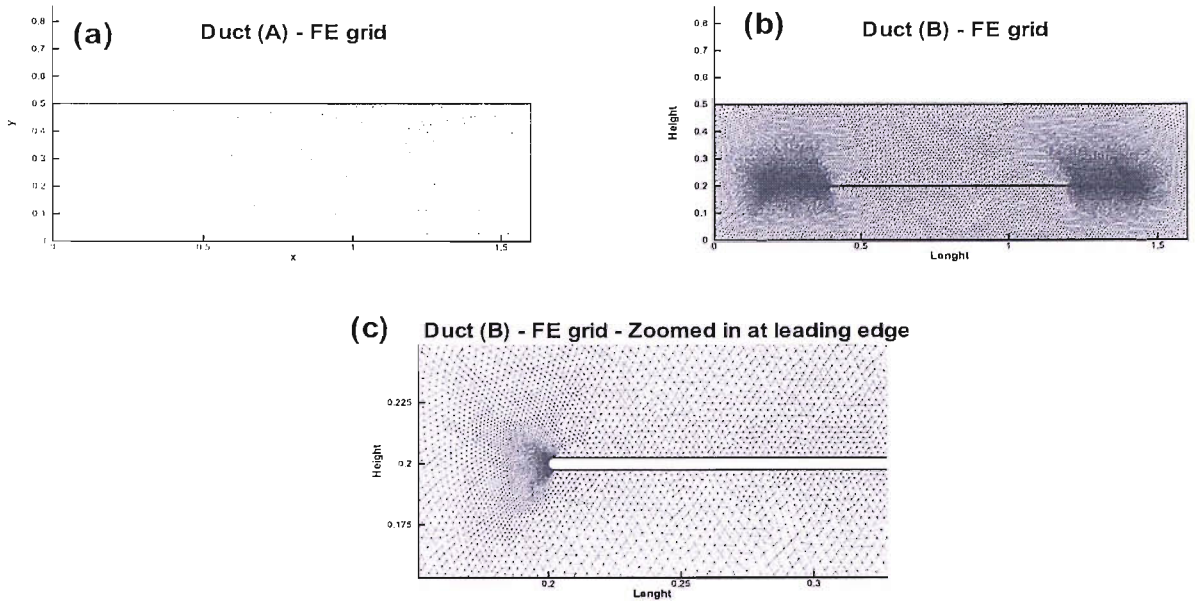 (a)
Duct (A) - FE grid
0.8
0.7
0.6
0.5
0.4
0.3
0.2
0.1
y
0
0.5
1
1.5
x
(b)
Duct (B) - FE grid
0.8
0.7
0.6
0.5
0.4
0.3
0.2
0.1
0
Height
0.5
1
1.5
Lenght
(c)
Duct (B) - FE grid - Zoomed in at leading edge
0.225
0.2
0.175
Height
0.2
0.25
0.3
Lenght